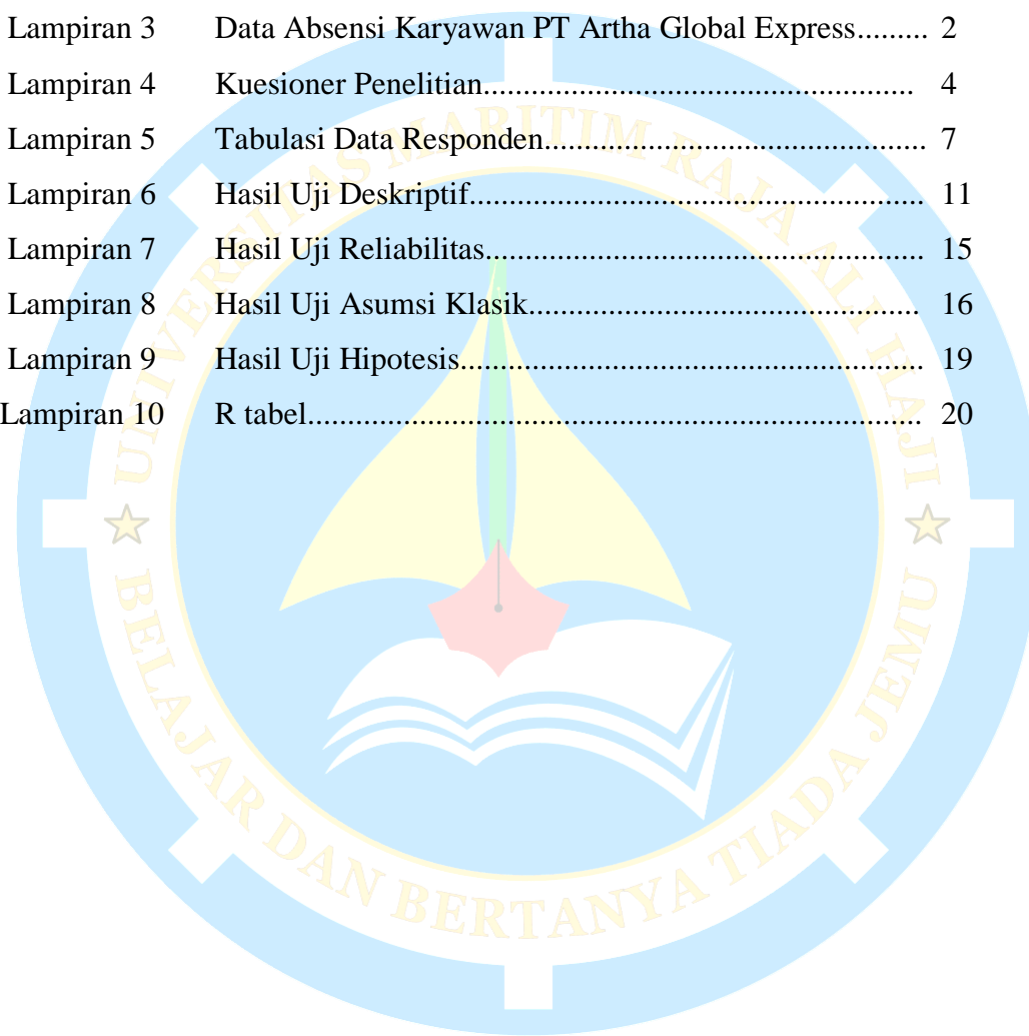 Lampiran 3 Data Absensi Karyawan PT Artha Global Express......... 2
Lampiran 4 Kuesioner Penelitian..................................................... 4
Lampiran 5 Tabulasi Data Responden............................................... 7
Lampiran 6 Hasil Uji Deskriptif........................................................ 11
Lampiran 7 Hasil Uji Reliabilitas...................................................... 15
Lampiran 8 Hasil Uji Asumsi Klasik................................................ 16
Lampiran 9 Hasil Uji Hipotesis......................................................... 19
Lampiran 10 R tabel........................................................................... 20
UNIVERSITAS MARITIM RAJA ALI HAJI
BELAJAR DAN BERTANYA TIADA JEMU